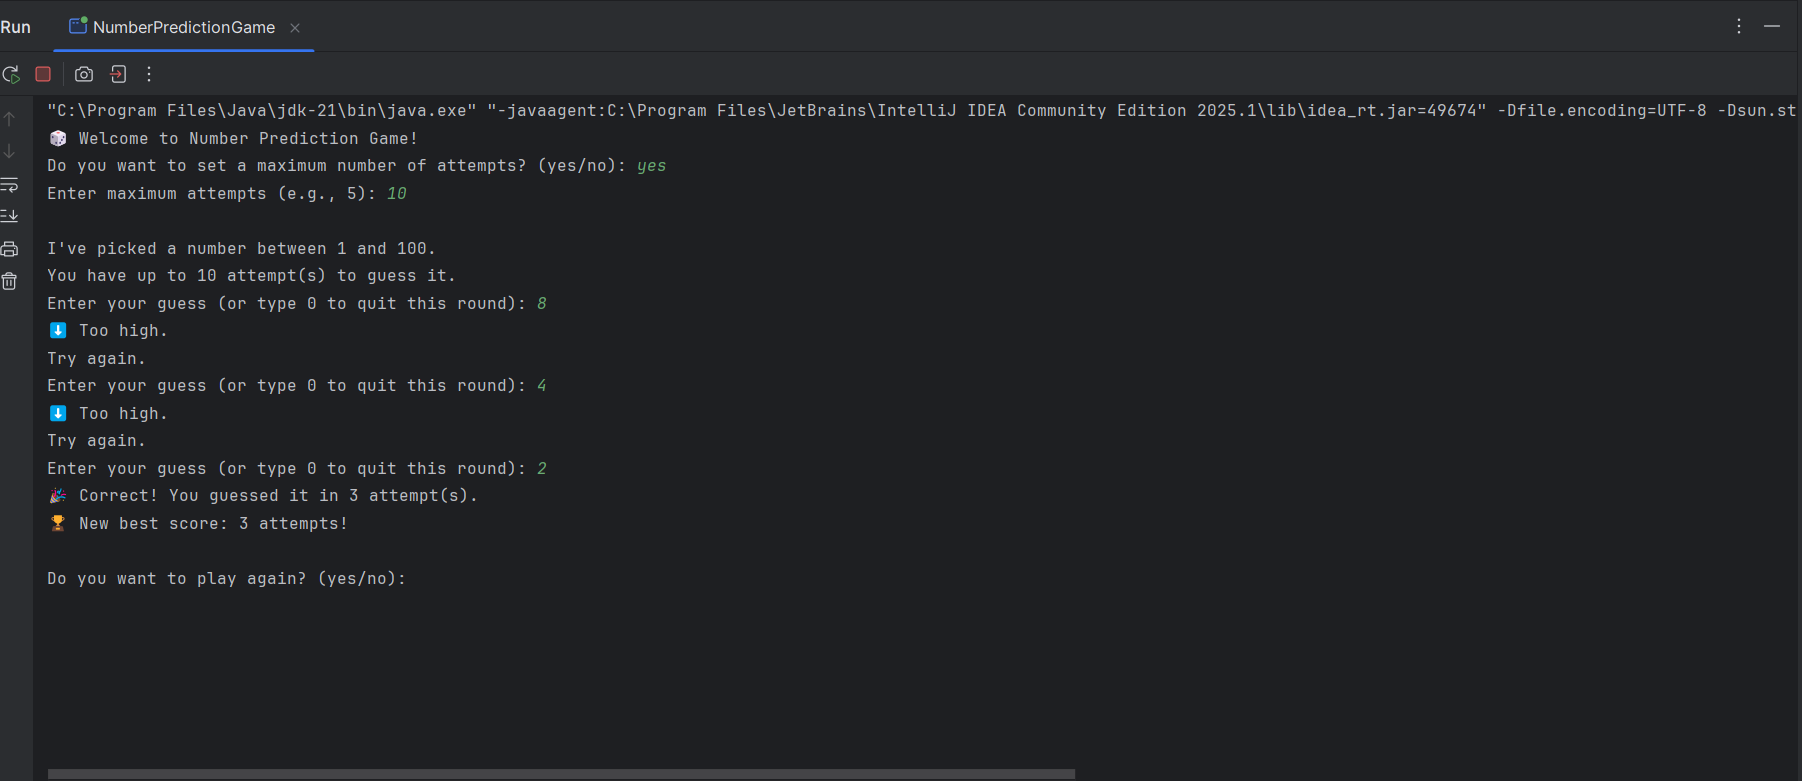 Run NumberPredictionGame
"C:\Program Files\Java\jdk-21\bin\java.exe" "-javaagent:C:\Program Files\JetBrains\IntelliJ IDEA Community Edition 2025.1\lib\idea_rt.jar=49674" -Dfile.encoding=UTF-8 -Dsun.st
🎲 Welcome to Number Prediction Game!
Do you want to set a maximum number of attempts? (yes/no): yes
Enter maximum attempts (e.g., 5): 10
I've picked a number between 1 and 100.
You have up to 10 attempt(s) to guess it.
Enter your guess (or type 0 to quit this round): 8
⬇️ Too high.
Try again.
Enter your guess (or type 0 to quit this round): 4
⬇️ Too high.
Try again.
Enter your guess (or type 0 to quit this round): 2
🎉 Correct! You guessed it in 3 attempt(s).
🏆 New best score: 3 attempts!
Do you want to play again? (yes/no):